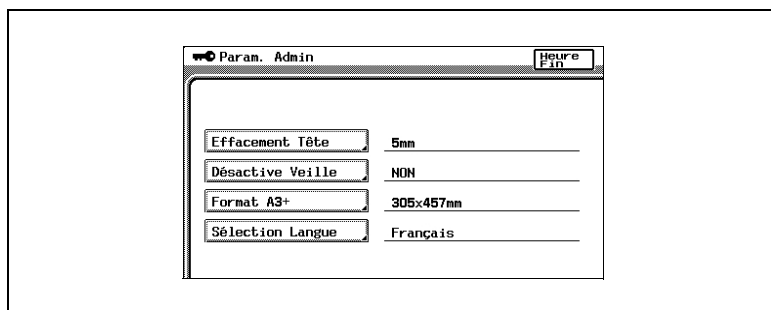 Param. Admin
Heure
Fin
Effacement Tête 5mm
Désactive Veille NON
Format A3+ 305x457mm
Sélection Langue Français